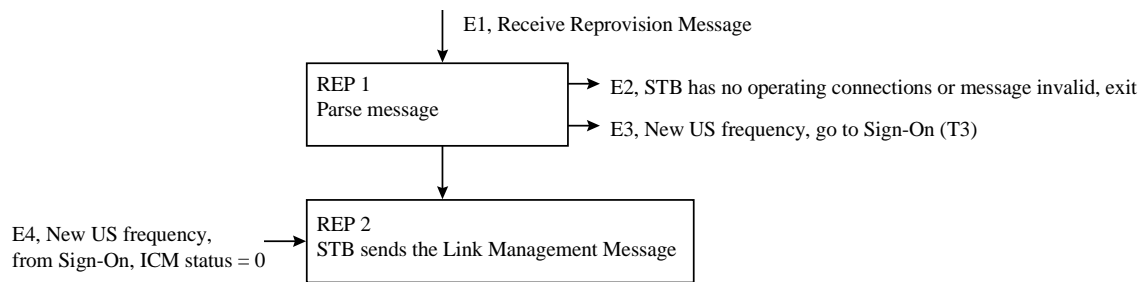 E1, Receive Reprovision Message
REP 1
Parse message
E2, STB has no operating connections or message invalid, exit
E3, New US frequency, go to Sign-On (T3)
REP 2
STB sends the Link Management Message
E4, New US frequency,
from Sign-On, ICM status = 0